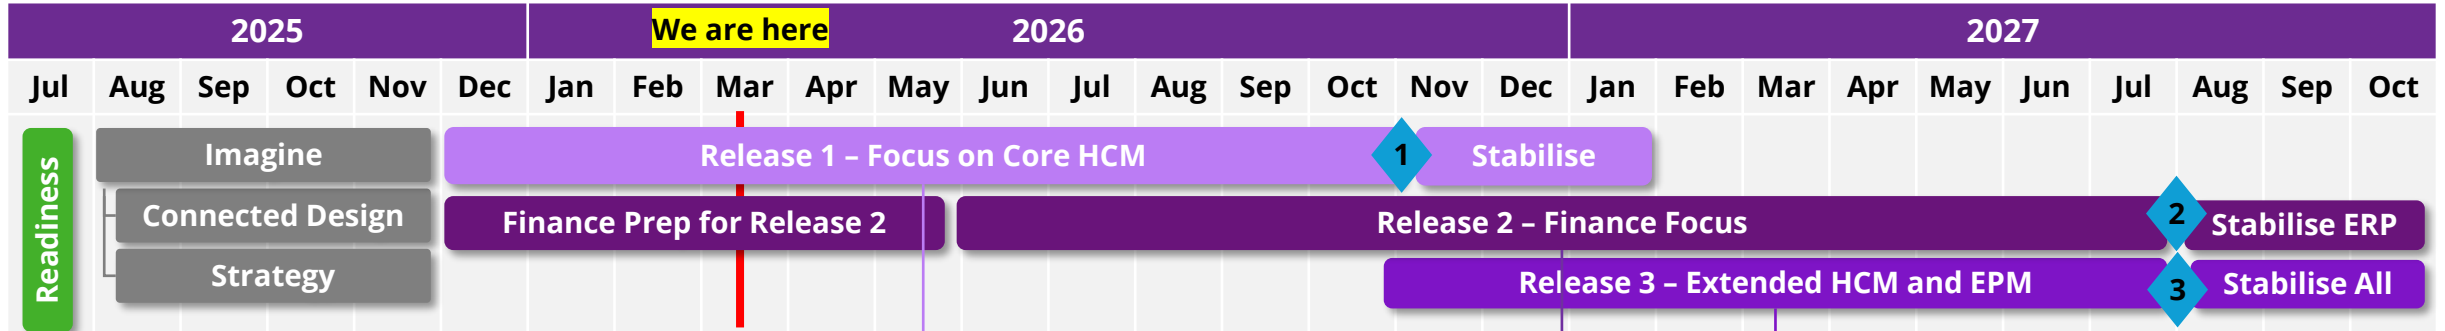 2025 We are here 2026 2027
Jul Aug Sep Oct Nov Dec Jan Feb Mar Apr May Jun Jul Aug Sep Oct Nov Dec Jan Feb Mar Apr May Jun Jul Aug Sep Oct
Readiness
Imagine
Release 1 – Focus on Core HCM
1
Stabilise
Connected Design
Finance Prep for Release 2
Release 2 – Finance Focus
2
Stabilise ERP
Strategy
Release 3 – Extended HCM and EPM
3
Stabilise All